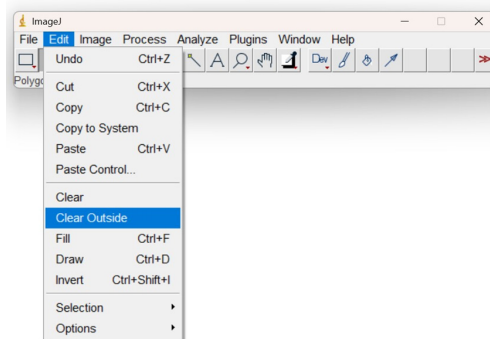 ImageJ
File Edit Image Process Analyze Plugins Window Help
A Dev
Polygo
Undo Ctrl+Z
Cut Ctrl+X
Copy Ctrl+C
Copy to System
Paste Ctrl+V
Paste Control...
Clear
Clear Outside
Fill Ctrl+F
Draw Ctrl+D
Invert Ctrl+Shift+I
Selection
Options